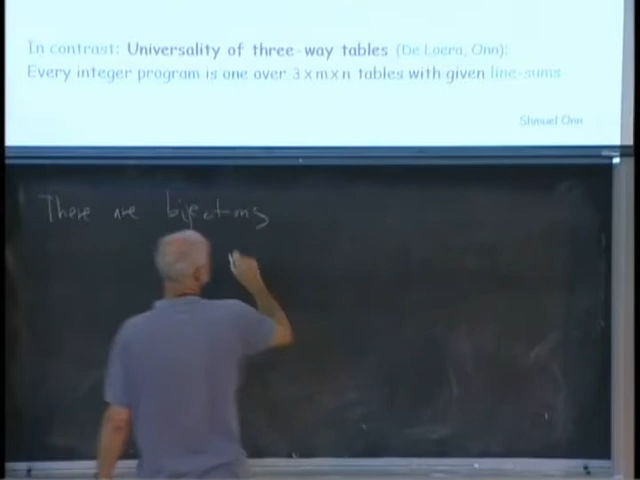 In contrast: Universality of three-way tables (De Loera, Onn):
Every integer program is one over 3 x m x n tables with given line-sums
Shmuel Onn
There are bijections